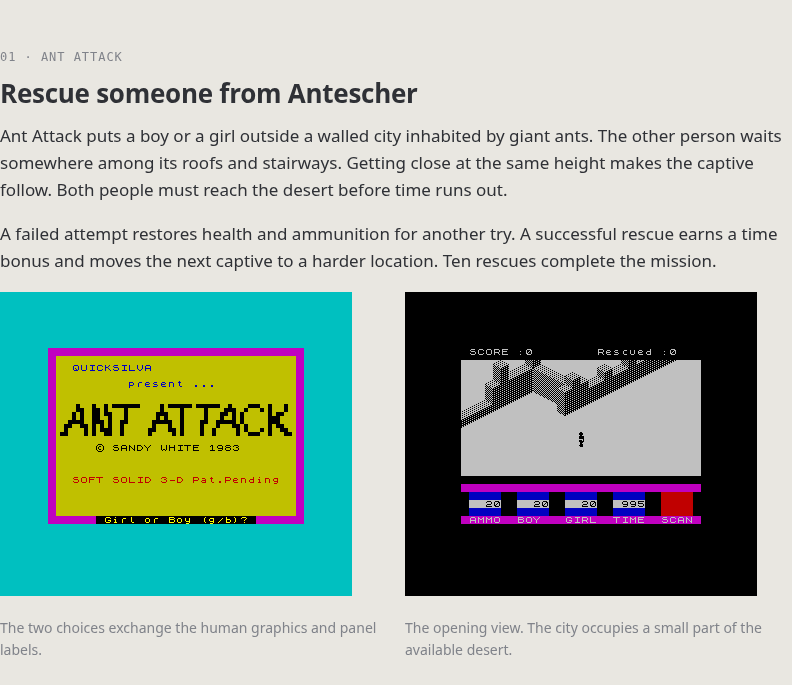 01 · ANT ATTACK
Rescue someone from Antescher
Ant Attack puts a boy or a girl outside a walled city inhabited by giant ants. The other person waits
somewhere among its roofs and stairways. Getting close at the same height makes the captive
follow. Both people must reach the desert before time runs out.
A failed attempt restores health and ammunition for another try. A successful rescue earns a time
bonus and moves the next captive to a harder location. Ten rescues complete the mission.
QUICKSILVA
present ...
ANT ATTACK
© SANDY WHITE 1983
SOFT SOLID 3-D Pat.Pending
Girl or Boy (g/b)?
SCORE :0 Rescued :0
20 20 20 995
AMMO BOY GIRL TIME SCAN
The two choices exchange the human graphics and panel
labels.
The opening view. The city occupies a small part of the
available desert.